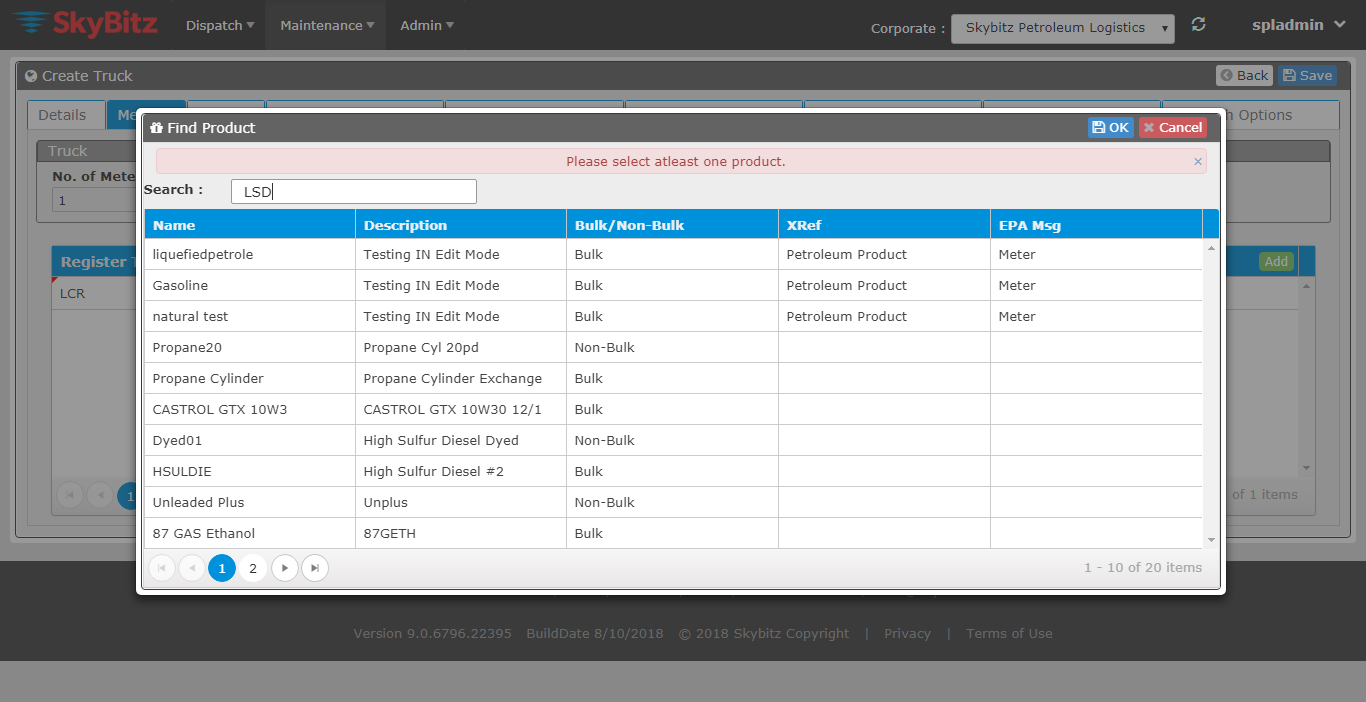 SkyBitz Dispatch Maintenance Admin Corporate : Skybitz Petroleum Logistics spladmin
Create Truck Back Save
Details Me Options
Find Product OK Cancel
Truck
Please select atleast one product. ×
No. of Mete
Search : LSD
1
Name Description Bulk/Non-Bulk XRef EPA Msg
liquefiedpetrole Testing IN Edit Mode Bulk Petroleum Product Meter
Register T Add
Gasoline Testing IN Edit Mode Bulk Petroleum Product Meter
LCR
natural test Testing IN Edit Mode Bulk Petroleum Product Meter
Propane20 Propane Cyl 20pd Non-Bulk
Propane Cylinder Propane Cylinder Exchange Bulk
CASTROL GTX 10W3 CASTROL GTX 10W30 12/1 Bulk
Dyed01 High Sulfur Diesel Dyed Non-Bulk
HSULDIE High Sulfur Diesel #2 Bulk
1 of 1 items
Unleaded Plus Unplus Non-Bulk
87 GAS Ethanol 87GETH Bulk
1 2 1 - 10 of 20 items
Version 9.0.6796.22395 BuildDate 8/10/2018 © 2018 Skybitz Copyright | Privacy | Terms of Use